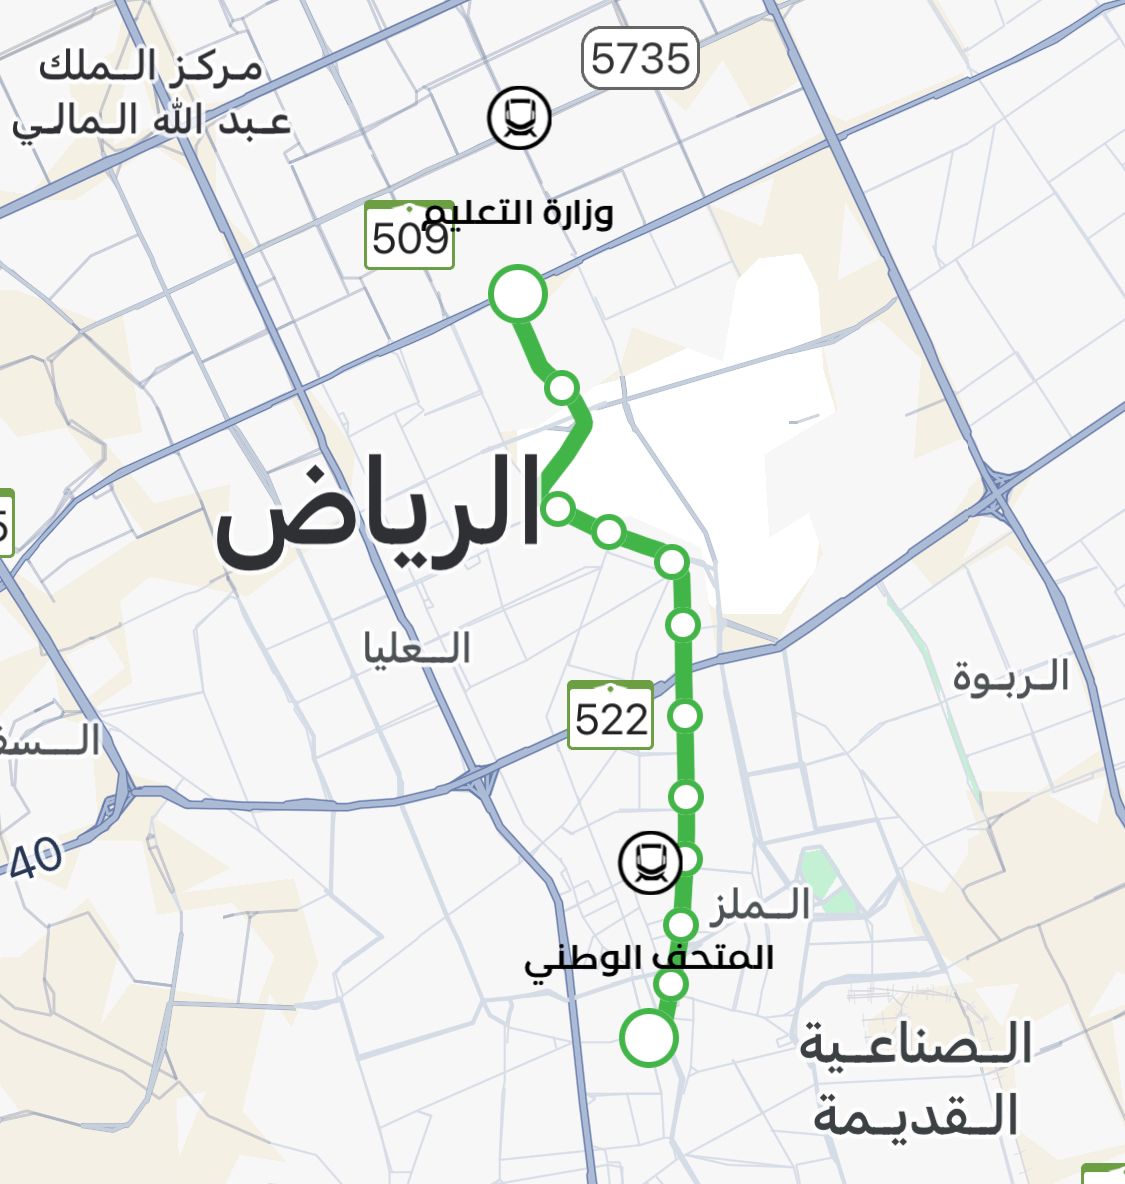 مركز الملك
عبد الله المالي
5735
وزارة التعليم
509
الرياض
العليا
522
الربوة
40
الملز
المتحف الوطني
الصناعية
القديمة